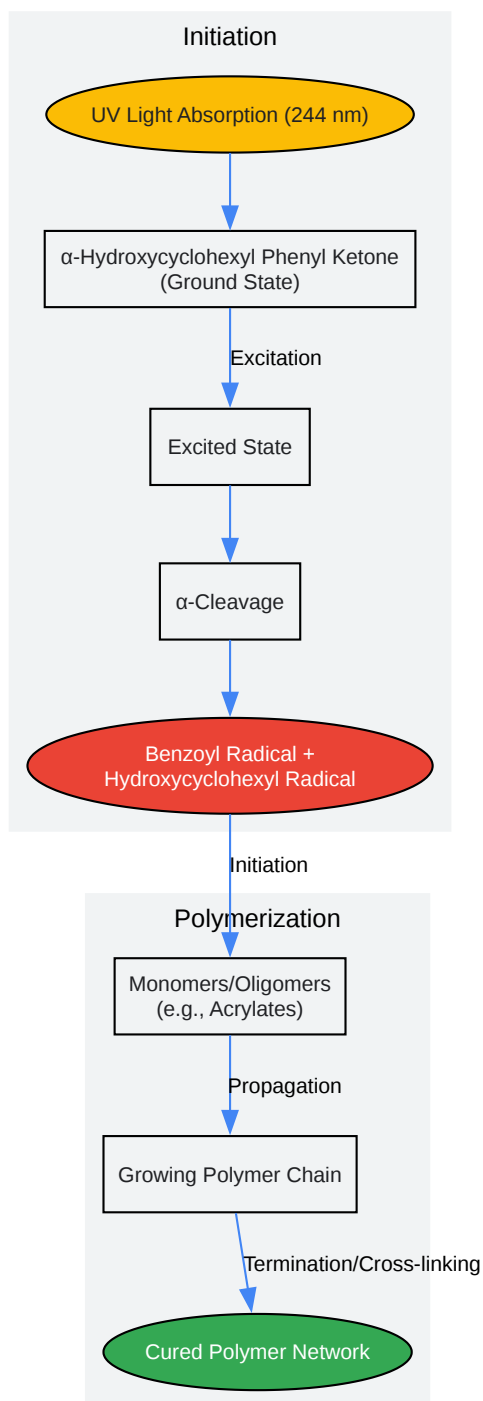 Initiation
UV Light Absorption (244 nm)
α-Hydroxycyclohexyl Phenyl Ketone
(Ground State)
Excitation
Excited State
α-Cleavage
Benzoyl Radical +
Hydroxycyclohexyl Radical
Initiation
Polymerization
Monomers/Oligomers
(e.g., Acrylates)
Propagation
Growing Polymer Chain
Termination/Cross-linking
Cured Polymer Network